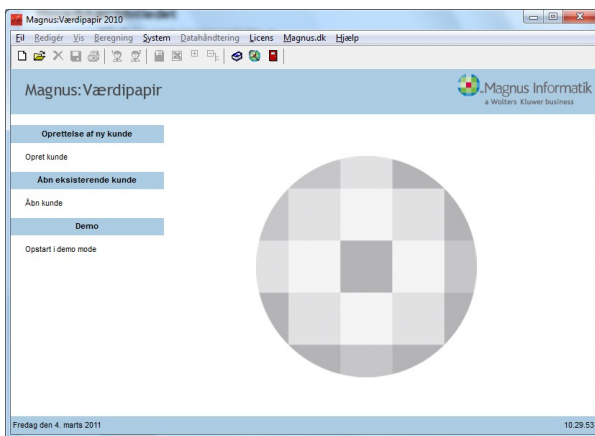 Magnus:Værdipapir 2010
Fil Redigér Vis Beregning System Datahåndtering Licens Magnus.dk Hjælp
Magnus:Værdipapir
Magnus Informatik
a Wolters Kluwer business
Oprettelse af ny kunde
Opret kunde
Åbn eksisterende kunde
Åbn kunde
Demo
Opstart i demo mode
Fredag den 4. marts 2011
10.29.53